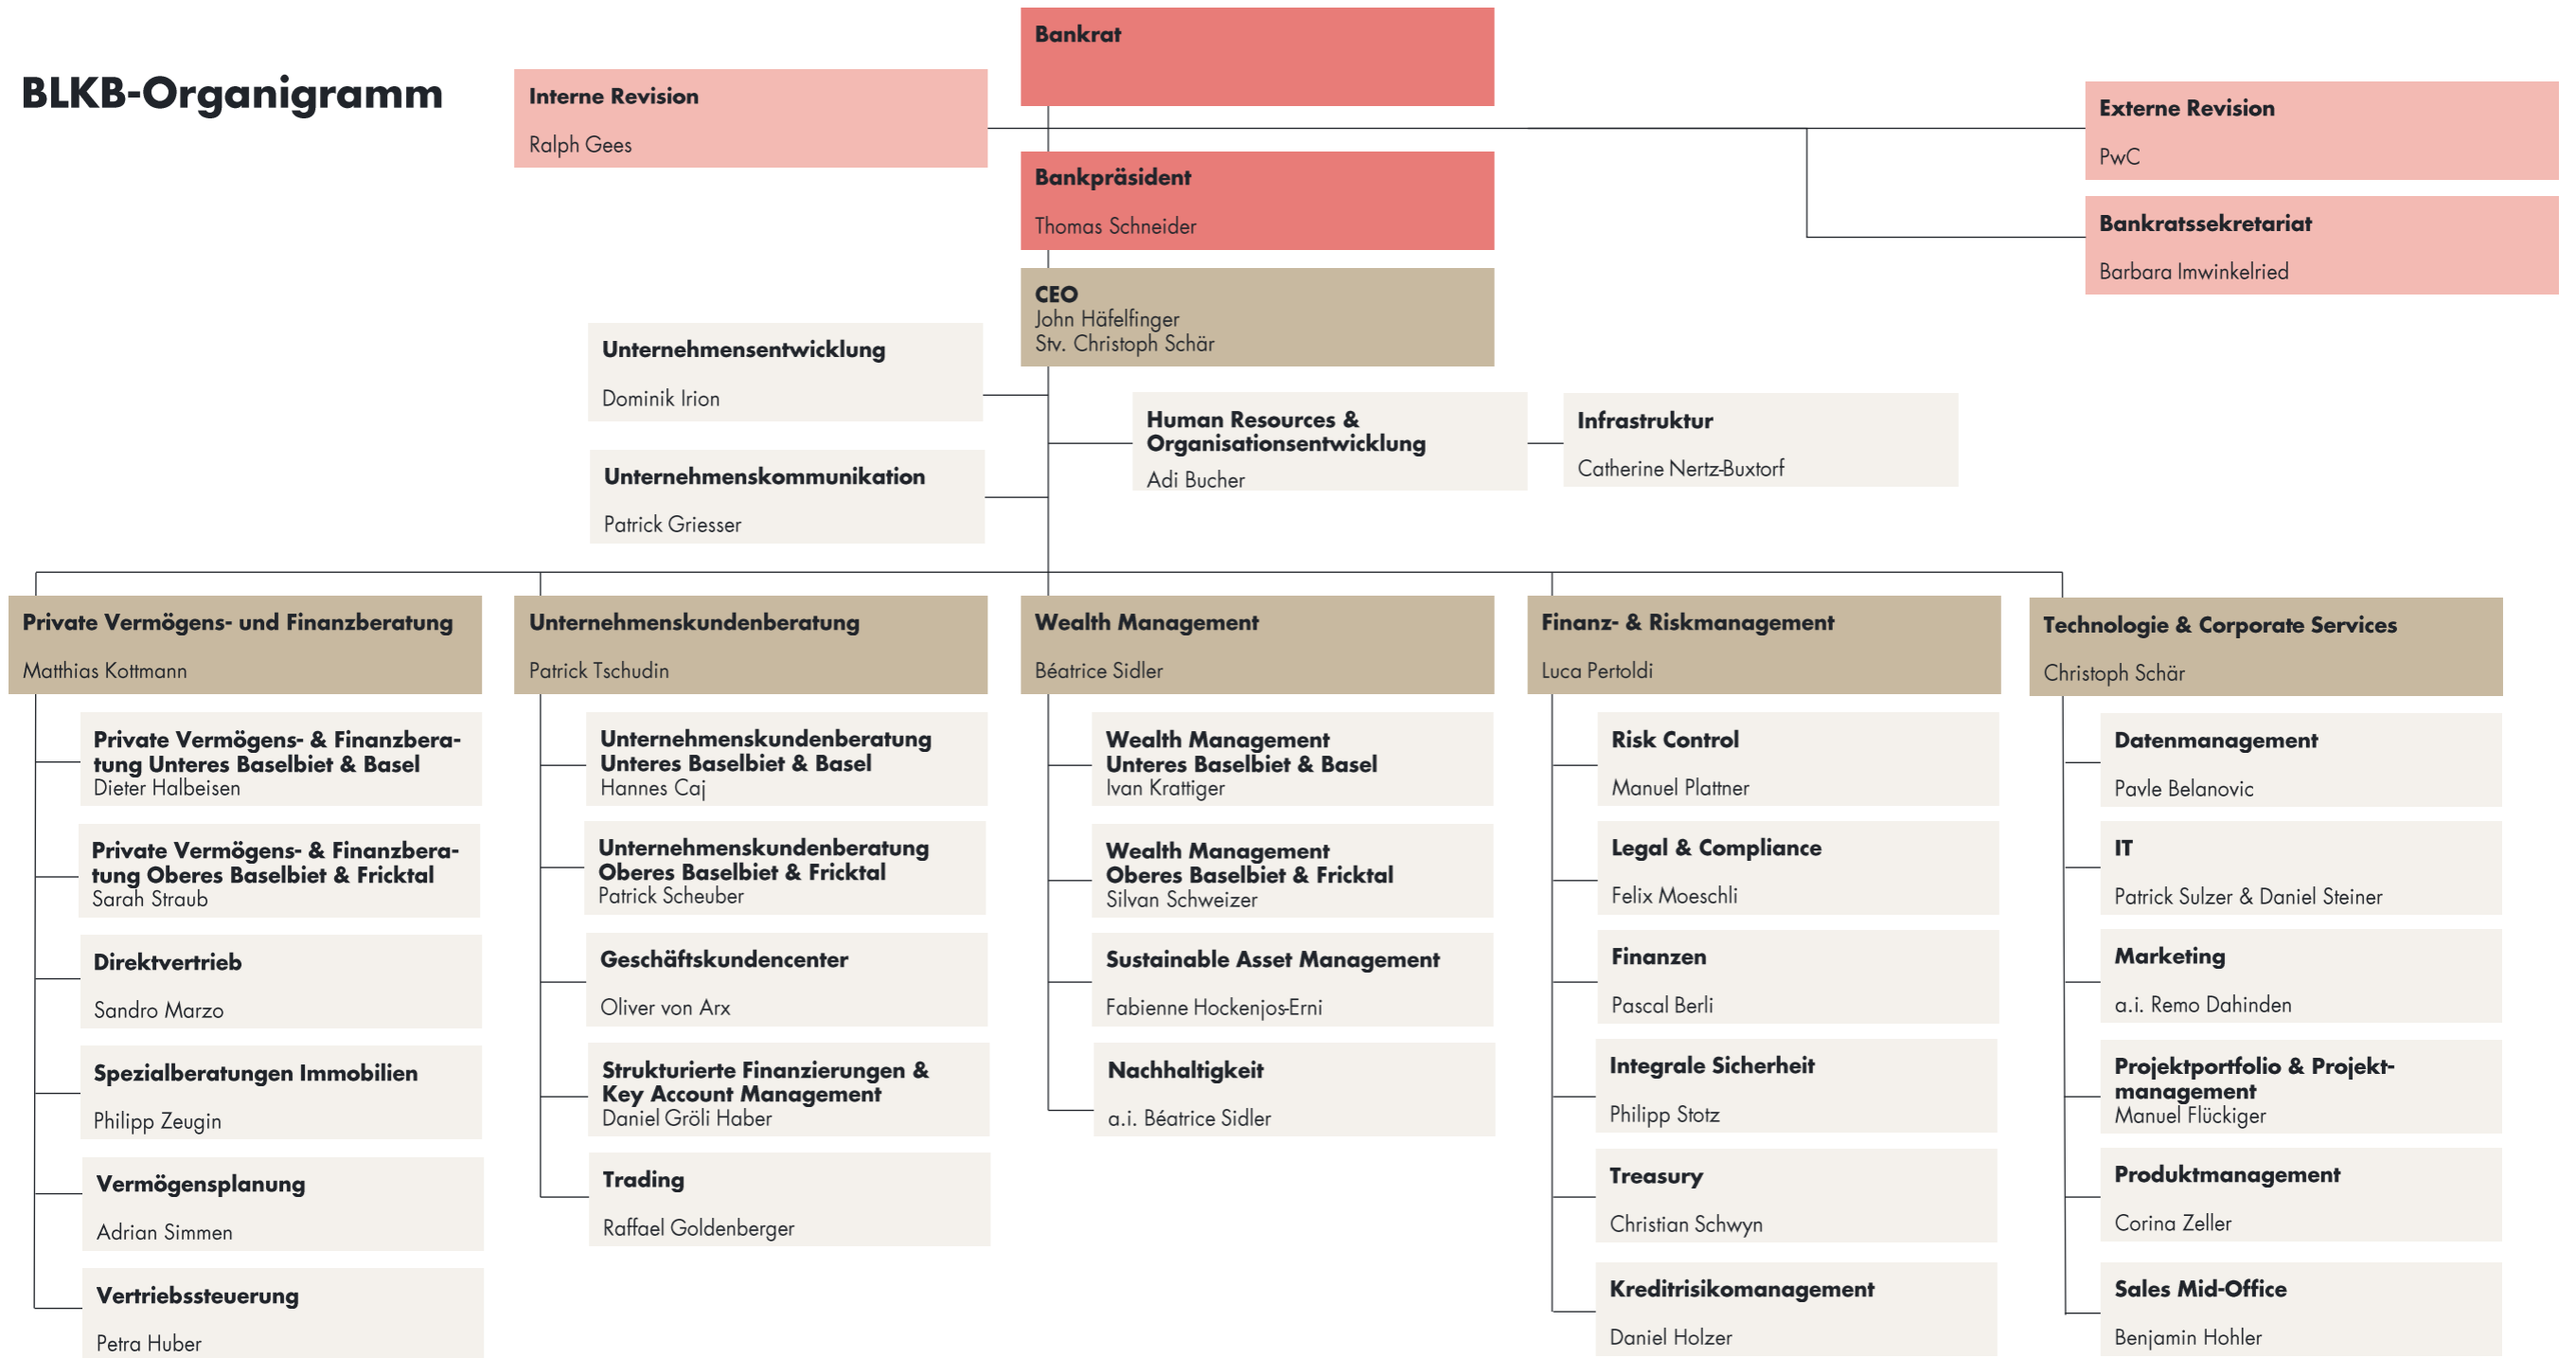 BLKB-Organigramm
Bankrat
Interne Revision
Ralph Gees
Externe Revision
PwC
Bankpräsident
Thomas Schneider
Bankratssekretariat
Barbara Imwinkelried
CEO
John Häfelfinger
Stv. Christoph Schär
Unternehmensentwicklung
Dominik Irion
Human Resources &
Organisationsentwicklung
Adi Bucher
Infrastruktur
Catherine Nertz-Buxtorf
Unternehmenskommunikation
Patrick Griesser
Private Vermögens- und Finanzberatung
Matthias Kottmann
Private Vermögens- & Finanzbera-
tung Unteres Baselbiet & Basel
Dieter Halbeisen
Private Vermögens- & Finanzbera-
tung Oberes Baselbiet & Fricktal
Sarah Straub
Direktvertrieb
Sandro Marzo
Spezialberatungen Immobilien
Philipp Zeugin
Vermögensplanung
Adrian Simmen
Vertriebssteuerung
Petra Huber
Unternehmenskundenberatung
Patrick Tschudin
Unternehmenskundenberatung
Unteres Baselbiet & Basel
Hannes Caj
Unternehmenskundenberatung
Oberes Baselbiet & Fricktal
Patrick Scheuber
Geschäftskundencenter
Oliver von Arx
Strukturierte Finanzierungen &
Key Account Management
Daniel Gröli Haber
Trading
Raffael Goldenberger
Wealth Management
Béatrice Sidler
Wealth Management
Unteres Baselbiet & Basel
Ivan Krattiger
Wealth Management
Oberes Baselbiet & Fricktal
Silvan Schweizer
Sustainable Asset Management
Fabienne Hockenjos-Erni
Nachhaltigkeit
a.i. Béatrice Sidler
Finanz- & Riskmanagement
Luca Pertoldi
Risk Control
Manuel Plattner
Legal & Compliance
Felix Moeschli
Finanzen
Pascal Berli
Integrale Sicherheit
Philipp Stotz
Treasury
Christian Schwyn
Kreditrisikomanagement
Daniel Holzer
Technologie & Corporate Services
Christoph Schär
Datenmanagement
Pavle Belanovic
IT
Patrick Sulzer & Daniel Steiner
Marketing
a.i. Remo Dahinden
Projektportfolio & Projekt-
management
Manuel Flückiger
Produktmanagement
Corina Zeller
Sales Mid-Office
Benjamin Hohler